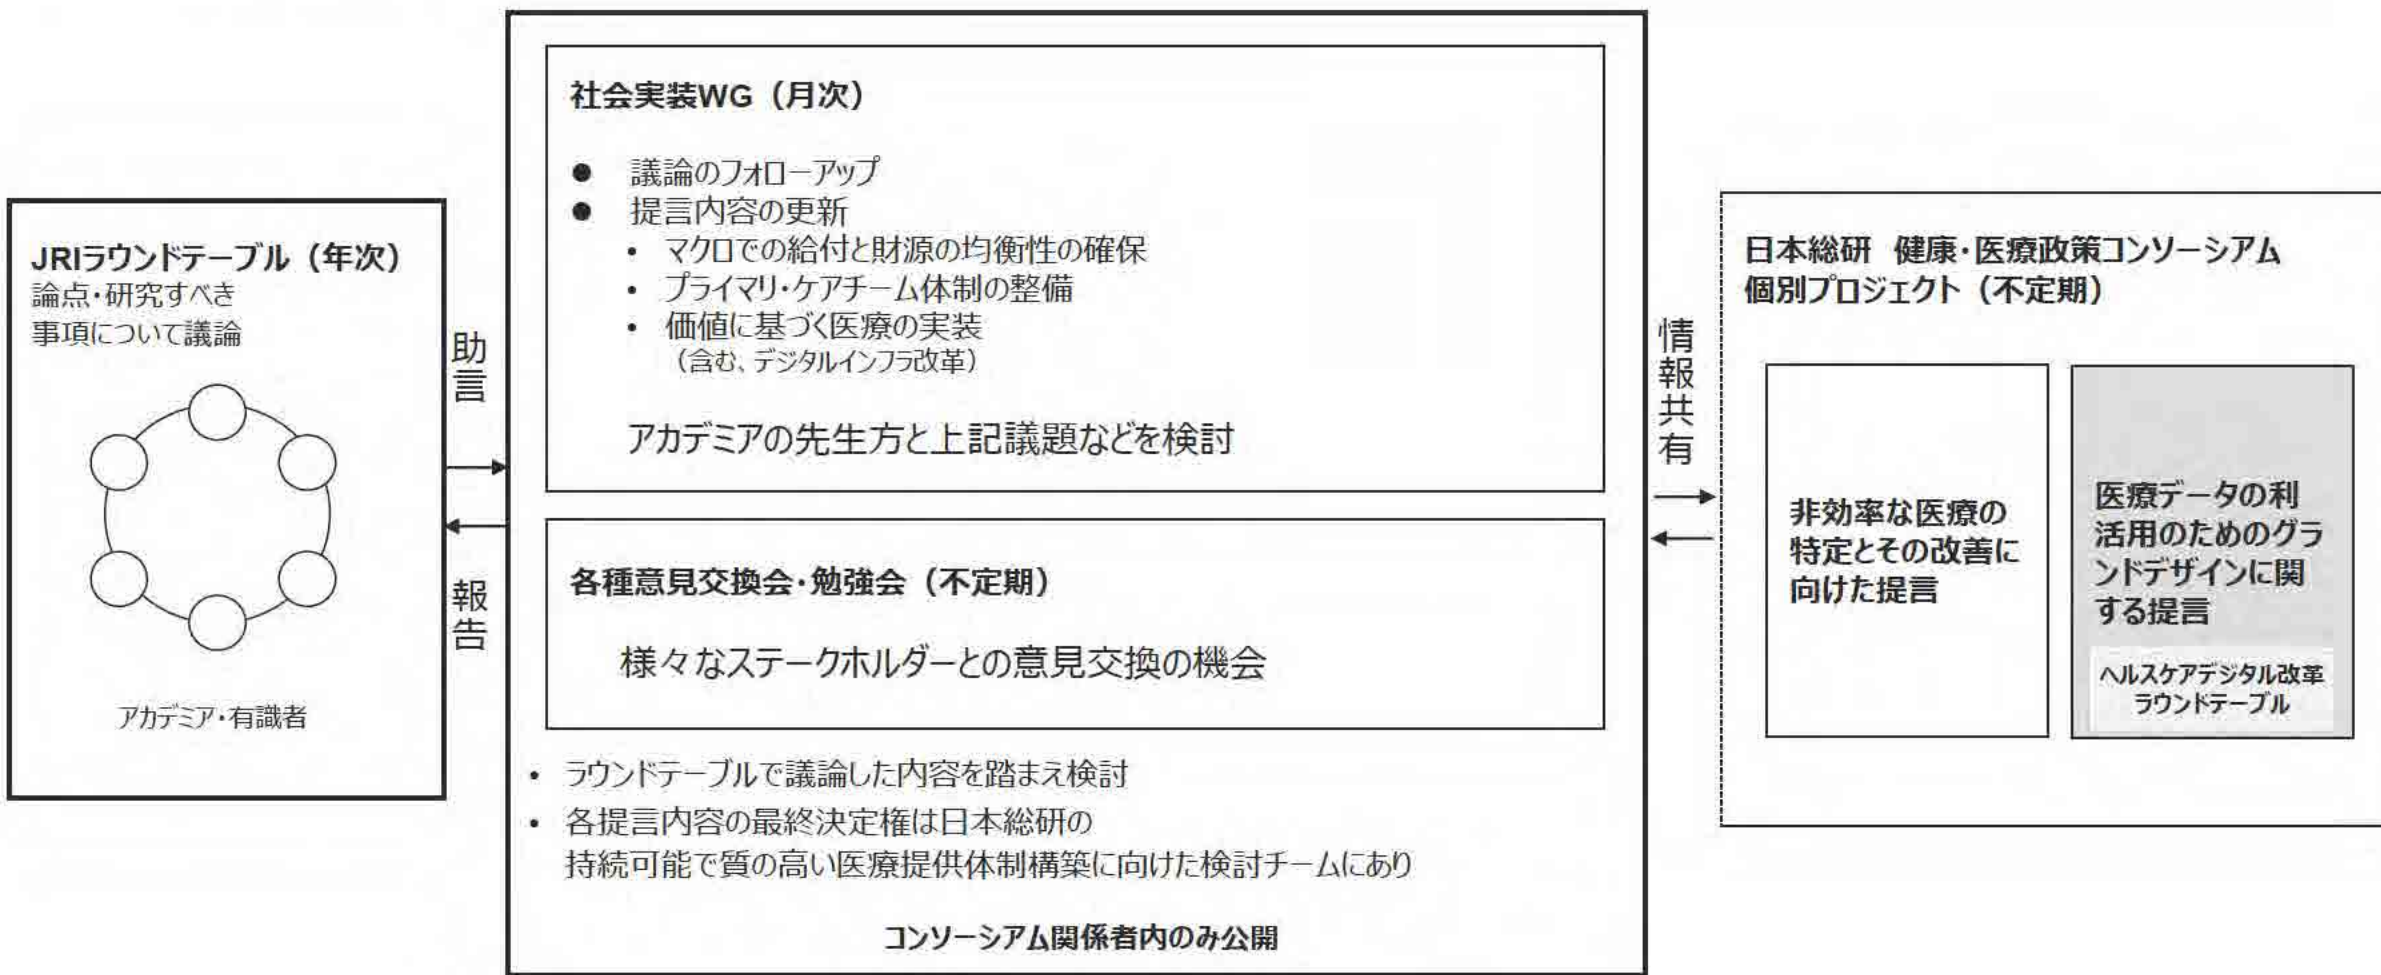 JRIラウンドテーブル（年次）
論点・研究すべき
事項について議論
アカデミア・有識者
助言
報告
社会実装WG（月次）
● 議論のフォローアップ
● 提言内容の更新
• マクロでの給付と財源の均衡性の確保
• プライマリ・ケアチーム体制の整備
• 価値に基づく医療の実装
（含む、デジタルインフラ改革）
アカデミアの先生方と上記議題などを検討
各種意見交換会・勉強会（不定期）
様々なステークホルダーとの意見交換の機会
• ラウンドテーブルで議論した内容を踏まえ検討
• 各提言内容の最終決定権は日本総研の
持続可能で質の高い医療提供体制構築に向けた検討チームにあり
コンソーシアム関係者内のみ公開
情報共有
日本総研 健康・医療政策コンソーシアム
個別プロジェクト（不定期）
非効率な医療の
特定とその改善に
向けた提言
医療データの利
活用のためのグラ
ンドデザインに関
する提言
ヘルスケアデジタル改革
ラウンドテーブル